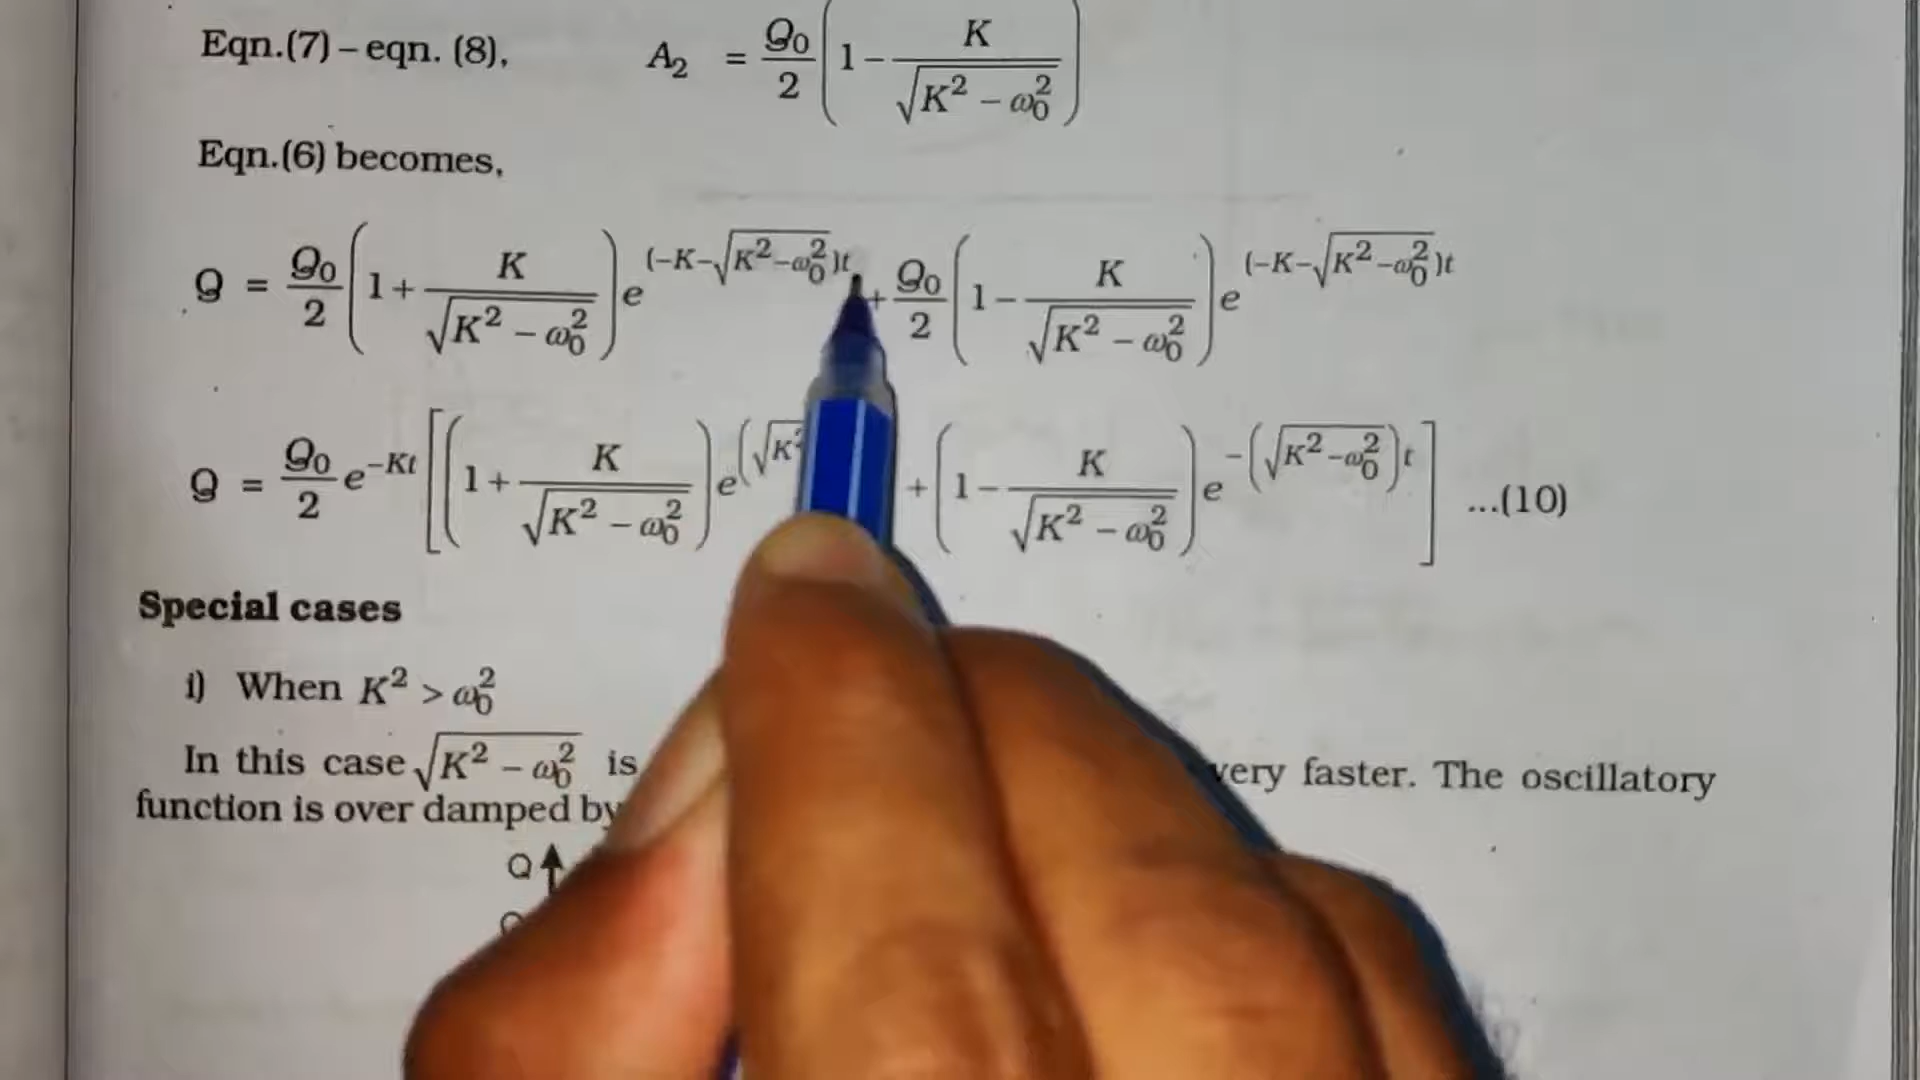 Eqn.(7) – eqn. (8), A₂ = Q₀/2 (1 − K/√(K² − ω₀²))
Eqn.(6) becomes,
Q = Q₀/2 (1 + K/√(K² − ω₀²)) e^(−K−√(K²−ω₀²))t + Q₀/2 (1 − K/√(K² − ω₀²)) e^(−K−√(K²−ω₀²))t
Q = Q₀/2 e^−Kt [(1 + K/√(K² − ω₀²)) e^(√K² + (1 − K/√(K² − ω₀²)) e^−(√(K²−ω₀²))t] ...(10)
Special cases
i) When K² > ω₀²
In this case √(K² − ω₀²) is very faster. The oscillatory
function is over damped by
Q